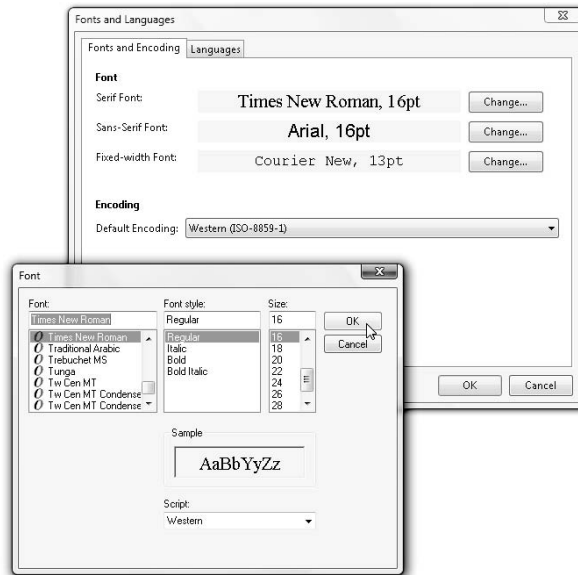 Fonts and Languages
Fonts and Encoding Languages
Font
Serif Font: Times New Roman, 16pt Change...
Sans-Serif Font: Arial, 16pt Change...
Fixed-width Font: Courier New, 13pt Change...
Encoding
Default Encoding: Western (ISO-8859-1)
OK Cancel
Font
Font: Font style: Size:
Times New Roman Regular 16 OK
Times New Roman Regular 16
Traditional Arabic Italic 18 Cancel
Trebuchet MS Bold 20
Tunga Bold Italic 22
Tw Cen MT 24
Tw Cen MT Condense 26
Tw Cen MT Condense 28
Sample
AaBbYyZz
Script:
Western